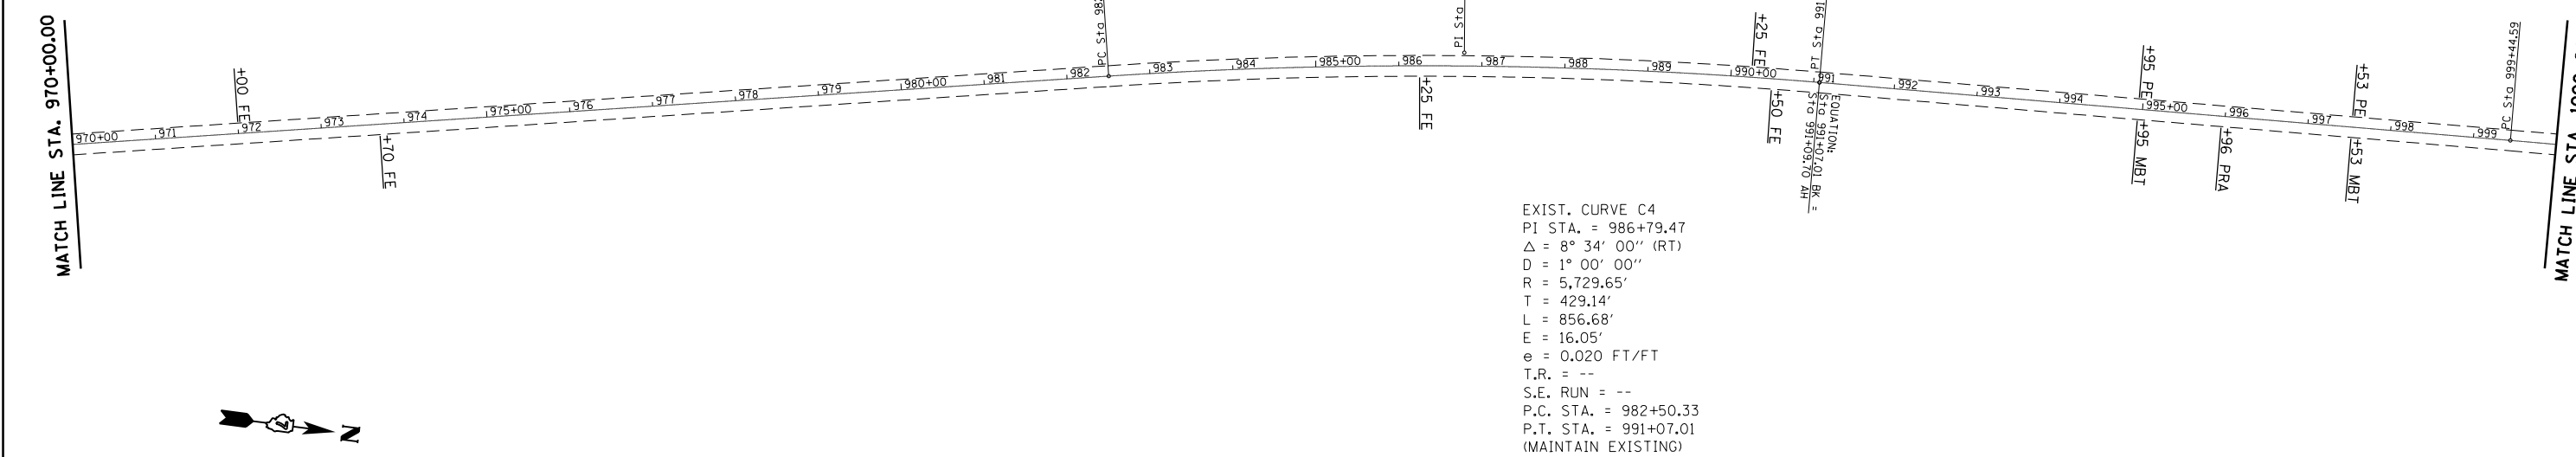 MATCH LINE STA. 970+00.00
+00 FE
+70 FE
970+00
971
972
973
974
975+00
976
977
978
979
980+00
981
982
983
984
985+00
986
987
988
989
990+00
991
992
993
994
995+00
996
997
998
999
PC Sta 982
PI Sta
+25 FE
+25 FE
+50 FE
PT Sta 991
EQUATION:
Sta 991+07.01 BK =
Sta 991+09.70 AH
+95 PE
+95 MBT
+96 PRA
+53 PE
+53 MBT
PC Sta 999+44.59
MATCH LINE STA. 1000
EXIST. CURVE C4
PI STA. = 986+79.47
△ = 8° 34' 00'' (RT)
D = 1° 00' 00''
R = 5,729.65'
T = 429.14'
L = 856.68'
E = 16.05'
e = 0.020 FT/FT
T.R. = --
S.E. RUN = --
P.C. STA. = 982+50.33
P.T. STA. = 991+07.01
(MAINTAIN EXISTING)
N